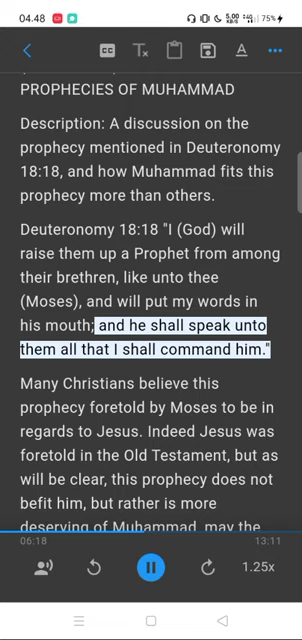 04.48
5,00
KB/S
75%
CC
PROPHECIES OF MUHAMMAD
Description: A discussion on the
prophecy mentioned in Deuteronomy
18:18, and how Muhammad fits this
prophecy more than others.
Deuteronomy 18:18 "I (God) will
raise them up a Prophet from among
their brethren, like unto thee
(Moses), and will put my words in
his mouth; and he shall speak unto
them all that I shall command him."
Many Christians believe this
prophecy foretold by Moses to be in
regards to Jesus. Indeed Jesus was
foretold in the Old Testament, but as
will be clear, this prophecy does not
befit him, but rather is more
deserving of Muhammad, may the
06:18
13:11
1.25x